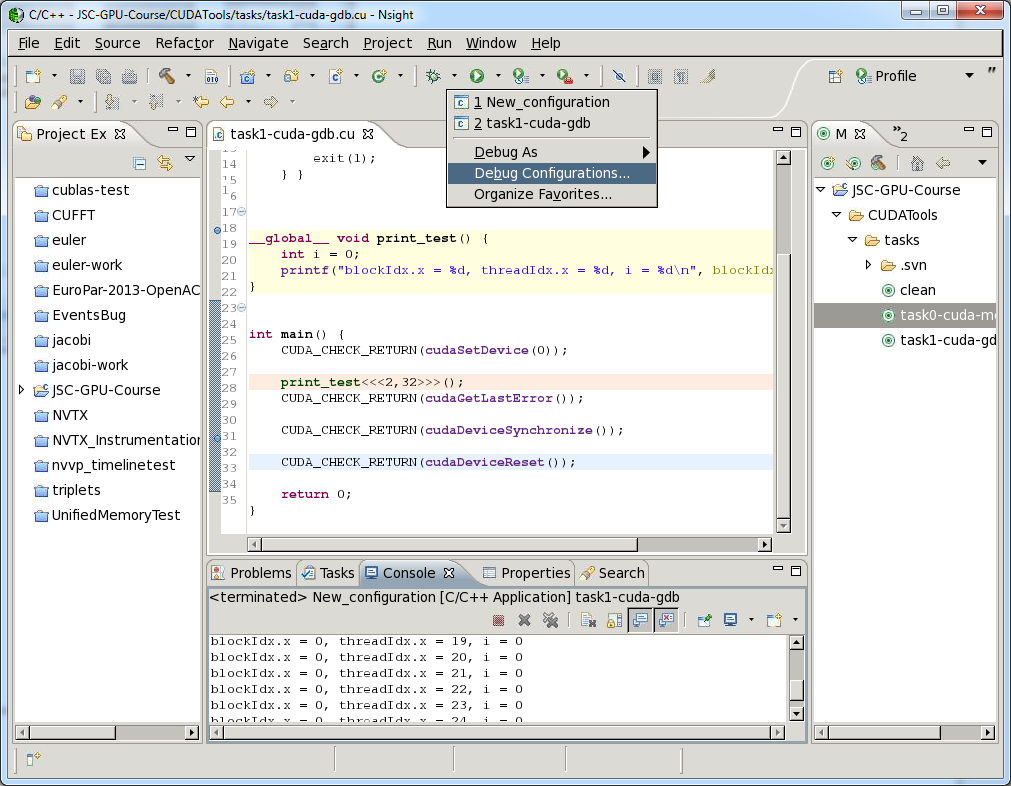 C/C++ - JSC-GPU-Course/CUDATools/tasks/task1-cuda-gdb.cu - Nsight
File Edit Source Refactor Navigate Search Project Run Window Help
010
Profile
"
1 New_configuration
2 task1-cuda-gdb
Debug As
Debug Configurations...
Organize Favorites...
Project Ex
cublas-test
CUFFT
euler
euler-work
EuroPar-2013-OpenAC
EventsBug
jacobi
jacobi-work
JSC-GPU-Course
NVTX
NVTX_Instrumentation
nvvp_timelinetest
triplets
UnifiedMemoryTest
task1-cuda-gdb.cu
14 exit(1);
15 } }
16
17
18
19 __global__ void print_test() {
20 int i = 0;
21 printf("blockIdx.x = %d, threadIdx.x = %d, i = %d\n", blockIdx
22 }
23
24
25 int main() {
26 CUDA_CHECK_RETURN(cudaSetDevice(0));
27
28 print_test<<<2,32>>>();
29 CUDA_CHECK_RETURN(cudaGetLastError());
30
31 CUDA_CHECK_RETURN(cudaDeviceSynchronize());
32
33 CUDA_CHECK_RETURN(cudaDeviceReset());
34
35 return 0;
}
M
»2
JSC-GPU-Course
CUDATools
tasks
.svn
clean
task0-cuda-me
task1-cuda-gd
Problems Tasks Console Properties Search
<terminated> New_configuration [C/C++ Application] task1-cuda-gdb
blockIdx.x = 0, threadIdx.x = 19, i = 0
blockIdx.x = 0, threadIdx.x = 20, i = 0
blockIdx.x = 0, threadIdx.x = 21, i = 0
blockIdx.x = 0, threadIdx.x = 22, i = 0
blockIdx.x = 0, threadIdx.x = 23, i = 0
blockIdx.x = 0, threadIdx.x = 24, i = 0